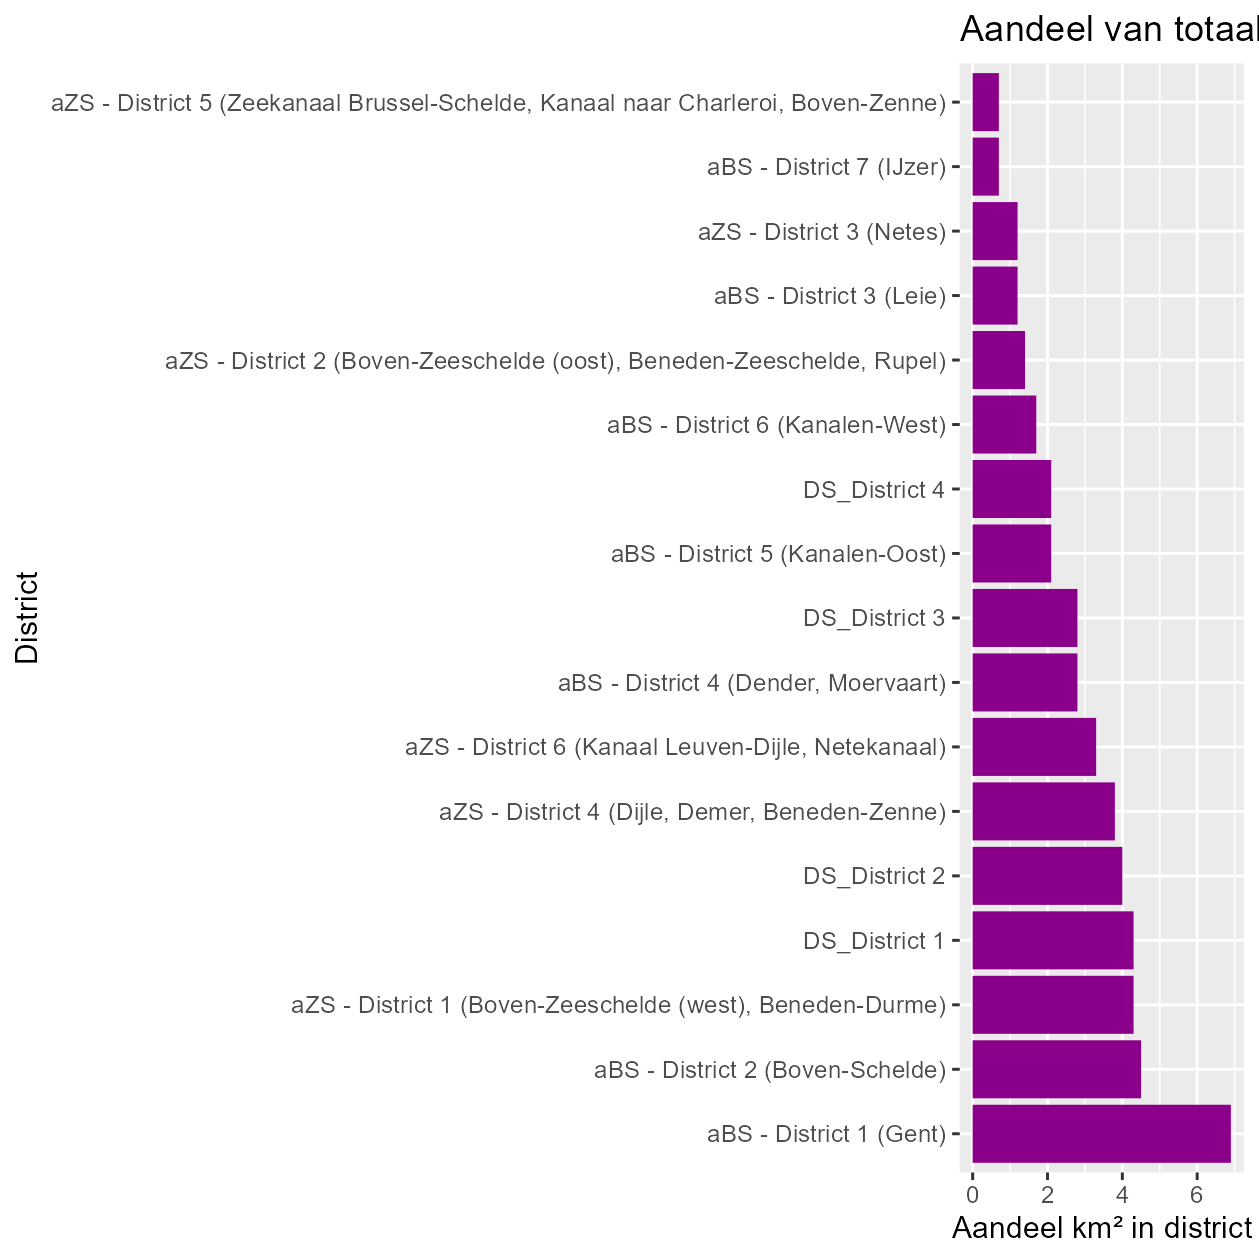 Aandeel van totaal
aZS - District 5 (Zeekanaal Brussel-Schelde, Kanaal naar Charleroi, Boven-Zenne)
aBS - District 7 (IJzer)
aZS - District 3 (Netes)
aBS - District 3 (Leie)
aZS - District 2 (Boven-Zeeschelde (oost), Beneden-Zeeschelde, Rupel)
aBS - District 6 (Kanalen-West)
DS_District 4
aBS - District 5 (Kanalen-Oost)
DS_District 3
aBS - District 4 (Dender, Moervaart)
aZS - District 6 (Kanaal Leuven-Dijle, Netekanaal)
aZS - District 4 (Dijle, Demer, Beneden-Zenne)
DS_District 2
DS_District 1
aZS - District 1 (Boven-Zeeschelde (west), Beneden-Durme)
aBS - District 2 (Boven-Schelde)
aBS - District 1 (Gent)
District
0 2 4 6
Aandeel km² in district